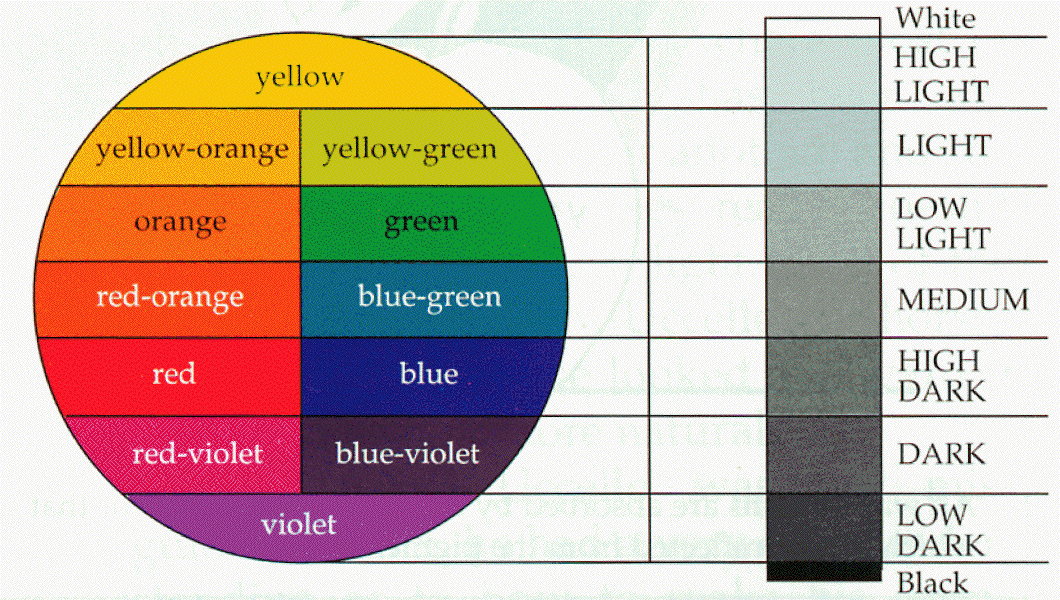 White
yellow
HIGH
LIGHT
yellow-orange yellow-green
LIGHT
orange green
LOW
LIGHT
red-orange blue-green
MEDIUM
red blue
HIGH
DARK
red-violet blue-violet
DARK
violet
LOW
DARK
Black